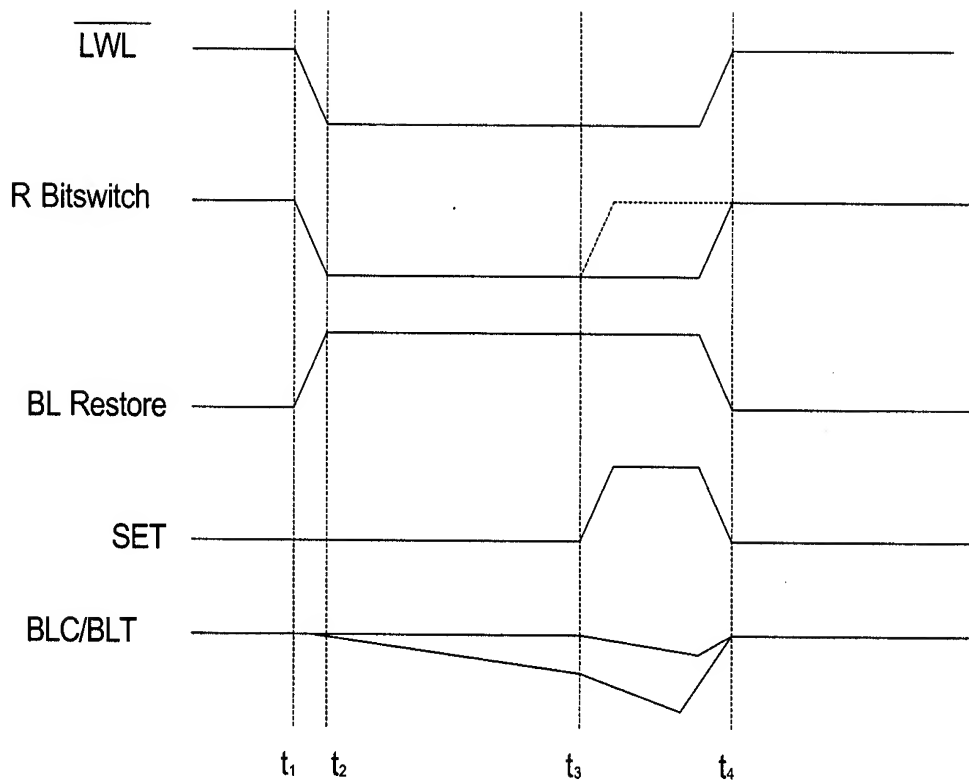 LWL
R Bitswitch
BL Restore
SET
BLC/BLT
t1 t2 t3 t4